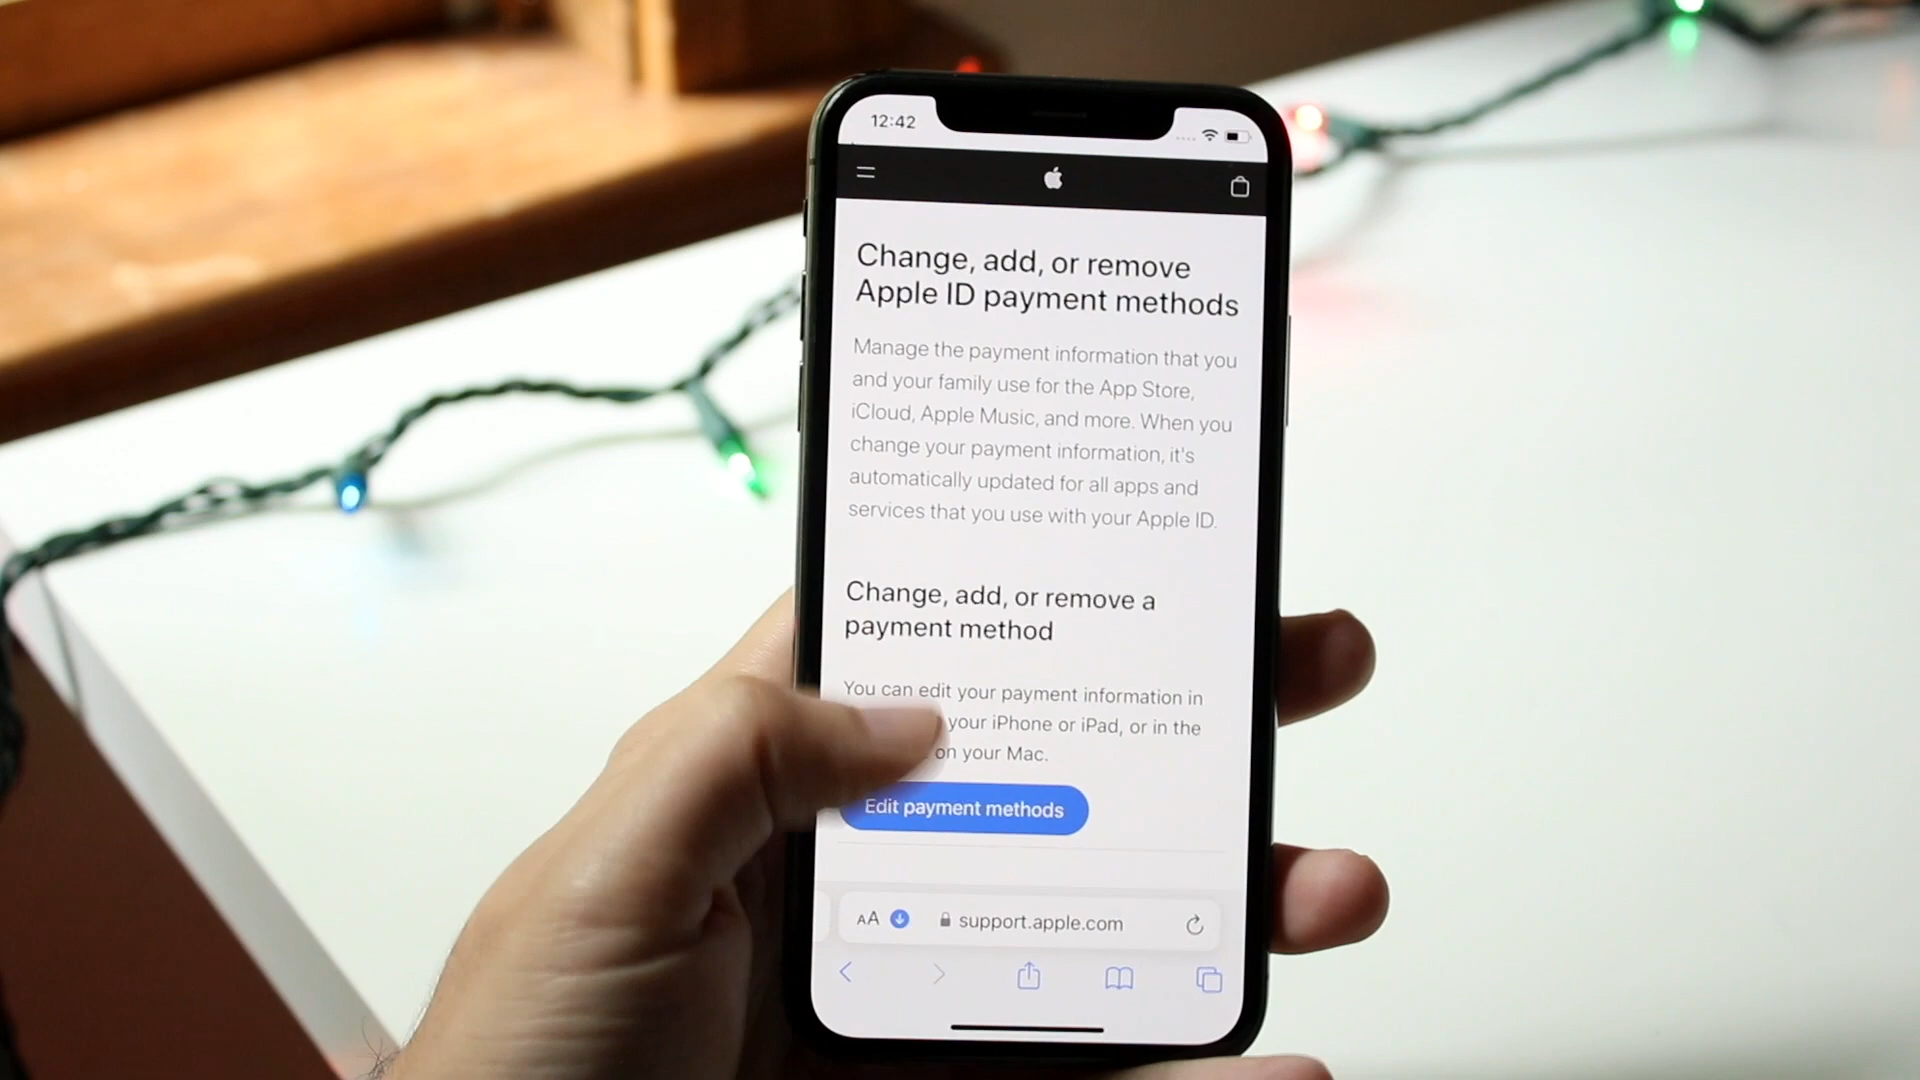 12:42
Change, add, or remove
Apple ID payment methods
Manage the payment information that you
and your family use for the App Store,
iCloud, Apple Music, and more. When you
change your payment information, it's
automatically updated for all apps and
services that you use with your Apple ID.
Change, add, or remove a
payment method
You can edit your payment information in
your iPhone or iPad, or in the
on your Mac.
Edit payment methods
AA support.apple.com